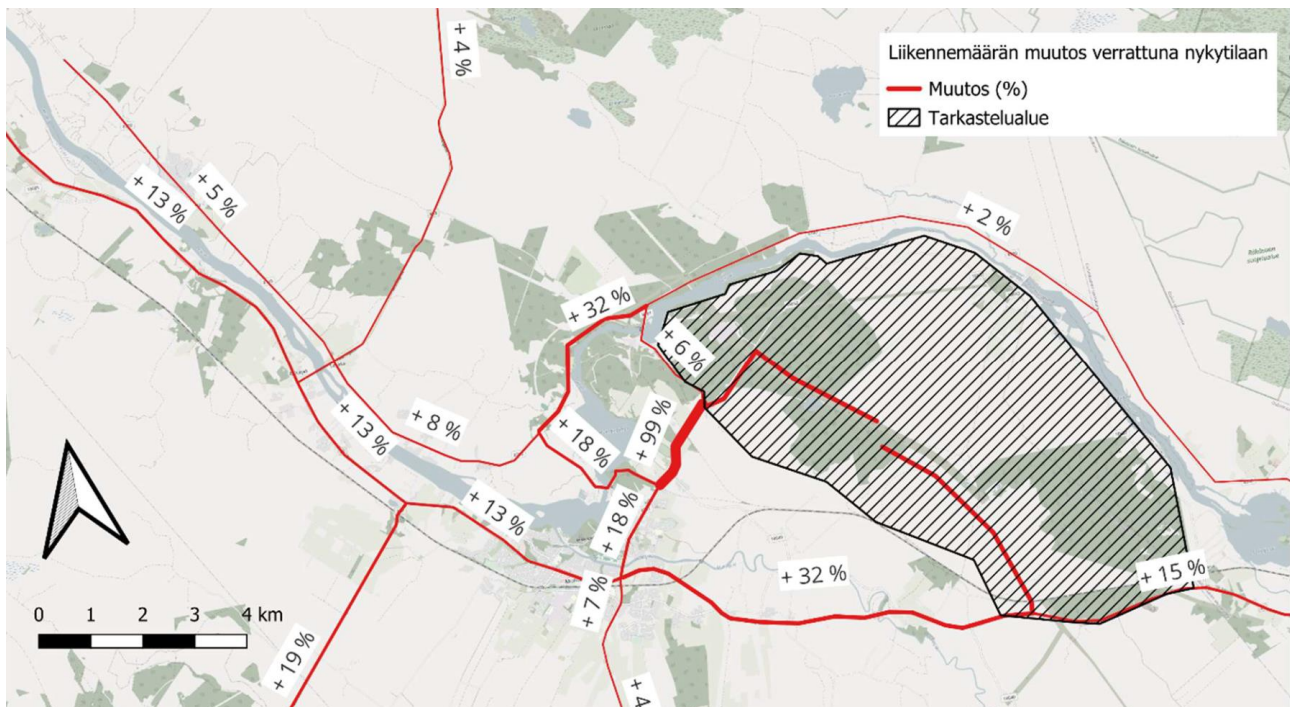 Liikennemäärän muutos verrattuna nykytilaan
Muutos (%)
Tarkastelualue
+ 4 %
+ 13 %
+ 5 %
+ 2 %
+ 32 %
+ 6 %
+ 13 %
+ 8 %
+ 18 %
+ 99 %
+ 13 %
+ 18 %
+ 32 %
+ 15 %
+ 7 %
+ 19 %
+ 4
0 1 2 3 4 km